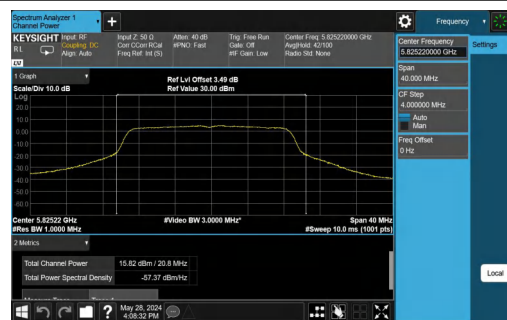 Spectrum Analyzer 1
Channel Power
Frequency
KEYSIGHT
RL
Input: RF
Coupling: DC
Align: Auto
Input Z: 50 Ω
Corr CCorr RCal
Freq Ref: Int (S)
Atten: 40 dB
#PNO: Fast
Trig: Free Run
Gate: Off
#IF Gain: Low
Center Freq: 5.825220000 GHz
Avg|Hold: 42/100
Radio Std: None
Center Frequency
5.825220000 GHz
Settings
Span
40.000 MHz
CF Step
4.000000 MHz
Auto
Man
Freq Offset
0 Hz
Local
1 Graph
Scale/Div 10.0 dB
Ref Lvl Offset 3.49 dB
Ref Value 30.00 dBm
Log
20.0
10.0
0.00
-10.0
-20.0
-30.0
-40.0
-50.0
-60.0
Center 5.82522 GHz
#Res BW 1.0000 MHz
#Video BW 3.0000 MHz*
Span 40 MHz
#Sweep 10.0 ms (1001 pts)
2 Metrics
Total Channel Power
15.82 dBm / 20.8 MHz
Total Power Spectral Density
-57.37 dBm/Hz
May 28, 2024
4:08:32 PM